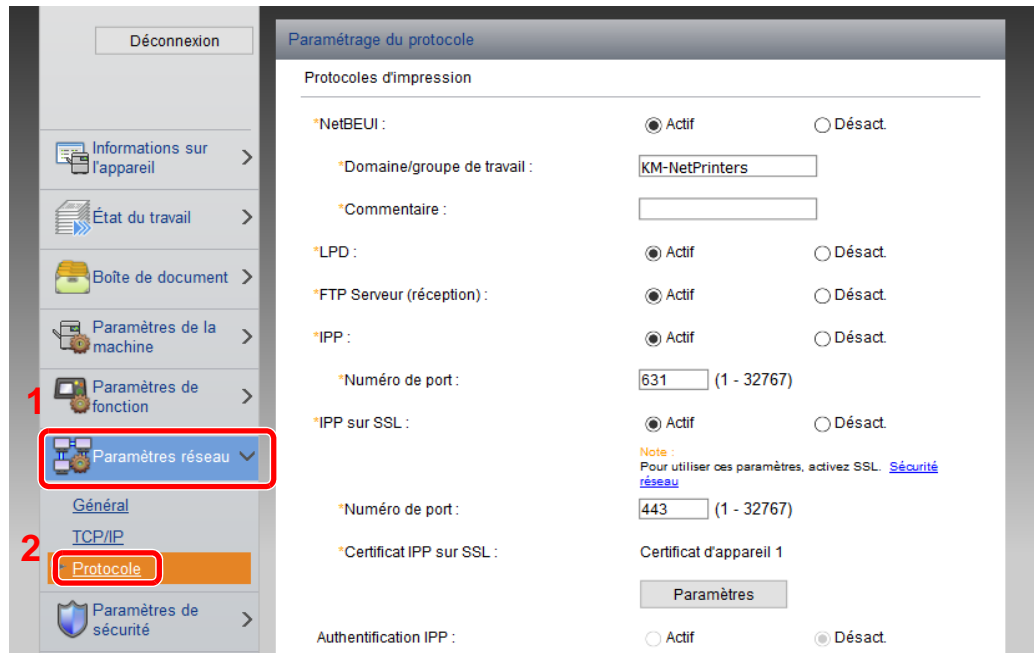 Déconnexion
Informations sur
l'appareil
État du travail
Boîte de document
Paramètres de la
machine
1
Paramètres de
fonction
Paramètres réseau
Général
TCP/IP
2
Protocole
Paramètres de
sécurité
Paramétrage du protocole
Protocoles d'impression
*NetBEUI : Actif Désact.
*Domaine/groupe de travail : KM-NetPrinters
*Commentaire :
*LPD : Actif Désact.
*FTP Serveur (réception) : Actif Désact.
*IPP : Actif Désact.
*Numéro de port : 631 (1 - 32767)
*IPP sur SSL : Actif Désact.
Note :
Pour utiliser ces paramètres, activez SSL. Sécurité
réseau
*Numéro de port : 443 (1 - 32767)
*Certificat IPP sur SSL : Certificat d'appareil 1
Paramètres
Authentification IPP : Actif Désact.